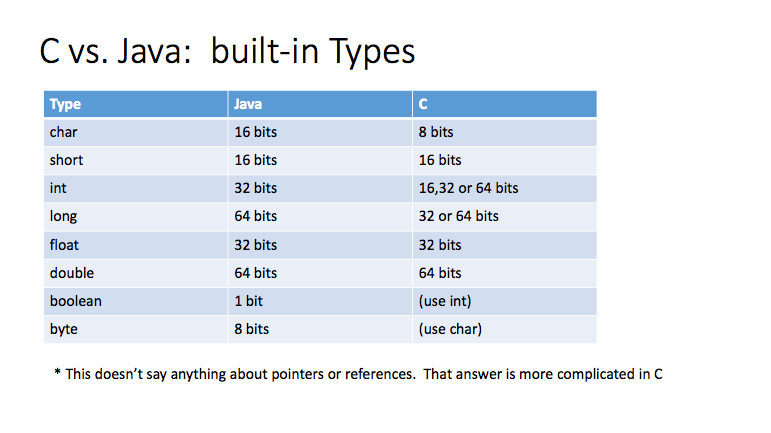 C vs. Java: built-in Types
Type Java C
char 16 bits 8 bits
short 16 bits 16 bits
int 32 bits 16,32 or 64 bits
long 64 bits 32 or 64 bits
float 32 bits 32 bits
double 64 bits 64 bits
boolean 1 bit (use int)
byte 8 bits (use char)
* This doesn’t say anything about pointers or references. That answer is more complicated in C